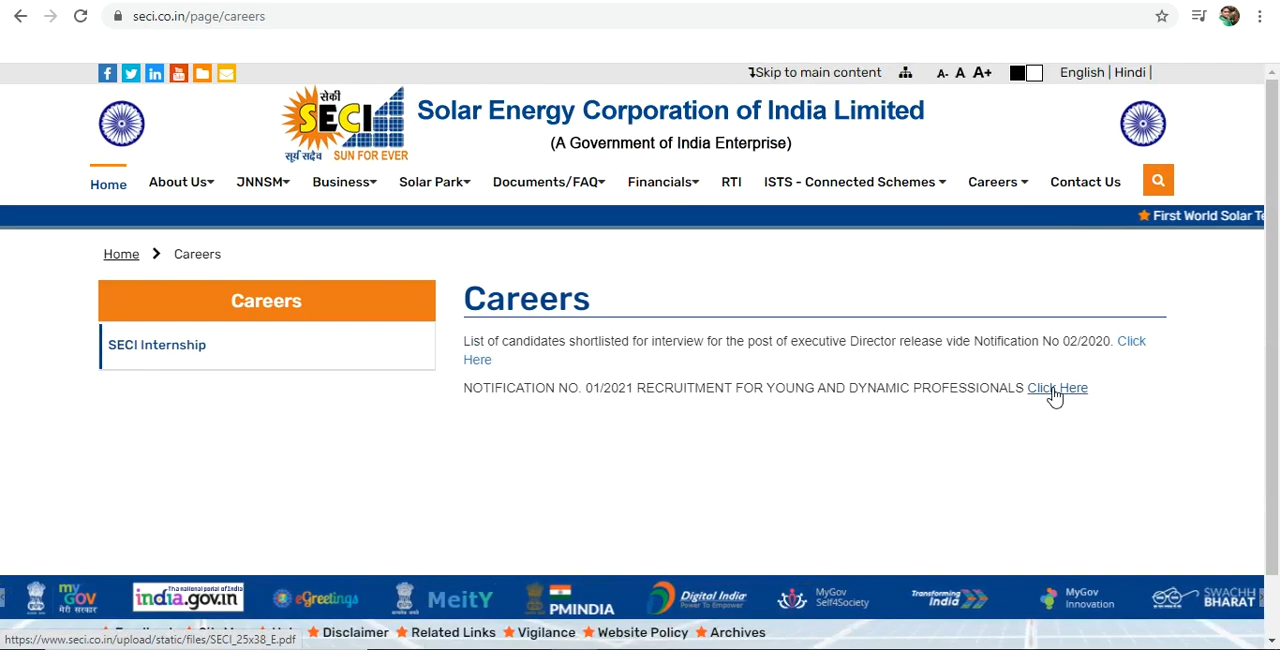 seci.co.in/page/careers
Skip to main content A- A A+ English | Hindi |
सेकी
SECI
सूर्य सदैव SUN FOR EVER
Solar Energy Corporation of India Limited
(A Government of India Enterprise)
Home About Us JNNSM Business Solar Park Documents/FAQ Financials RTI ISTS - Connected Schemes Careers Contact Us
First World Solar
Home Careers
Careers
SECI Internship
Careers
List of candidates shortlisted for interview for the post of executive Director release vide Notification No 02/2020. Click
Here
NOTIFICATION NO. 01/2021 RECRUITMENT FOR YOUNG AND DYNAMIC PROFESSIONALS Click Here
my GOV मेरी सरकार
The national portal of India
india.gov.in
eGreetings
MeitY
PMINDIA
Digital India
Power To Empower
MyGov
Self4Society
Transforming
India
MyGov
Innovation
SWACHH
BHARAT
https://www.seci.co.in/upload/static/files/SECI_25x38_E.pdf
Disclaimer Related Links Vigilance Website Policy Archives